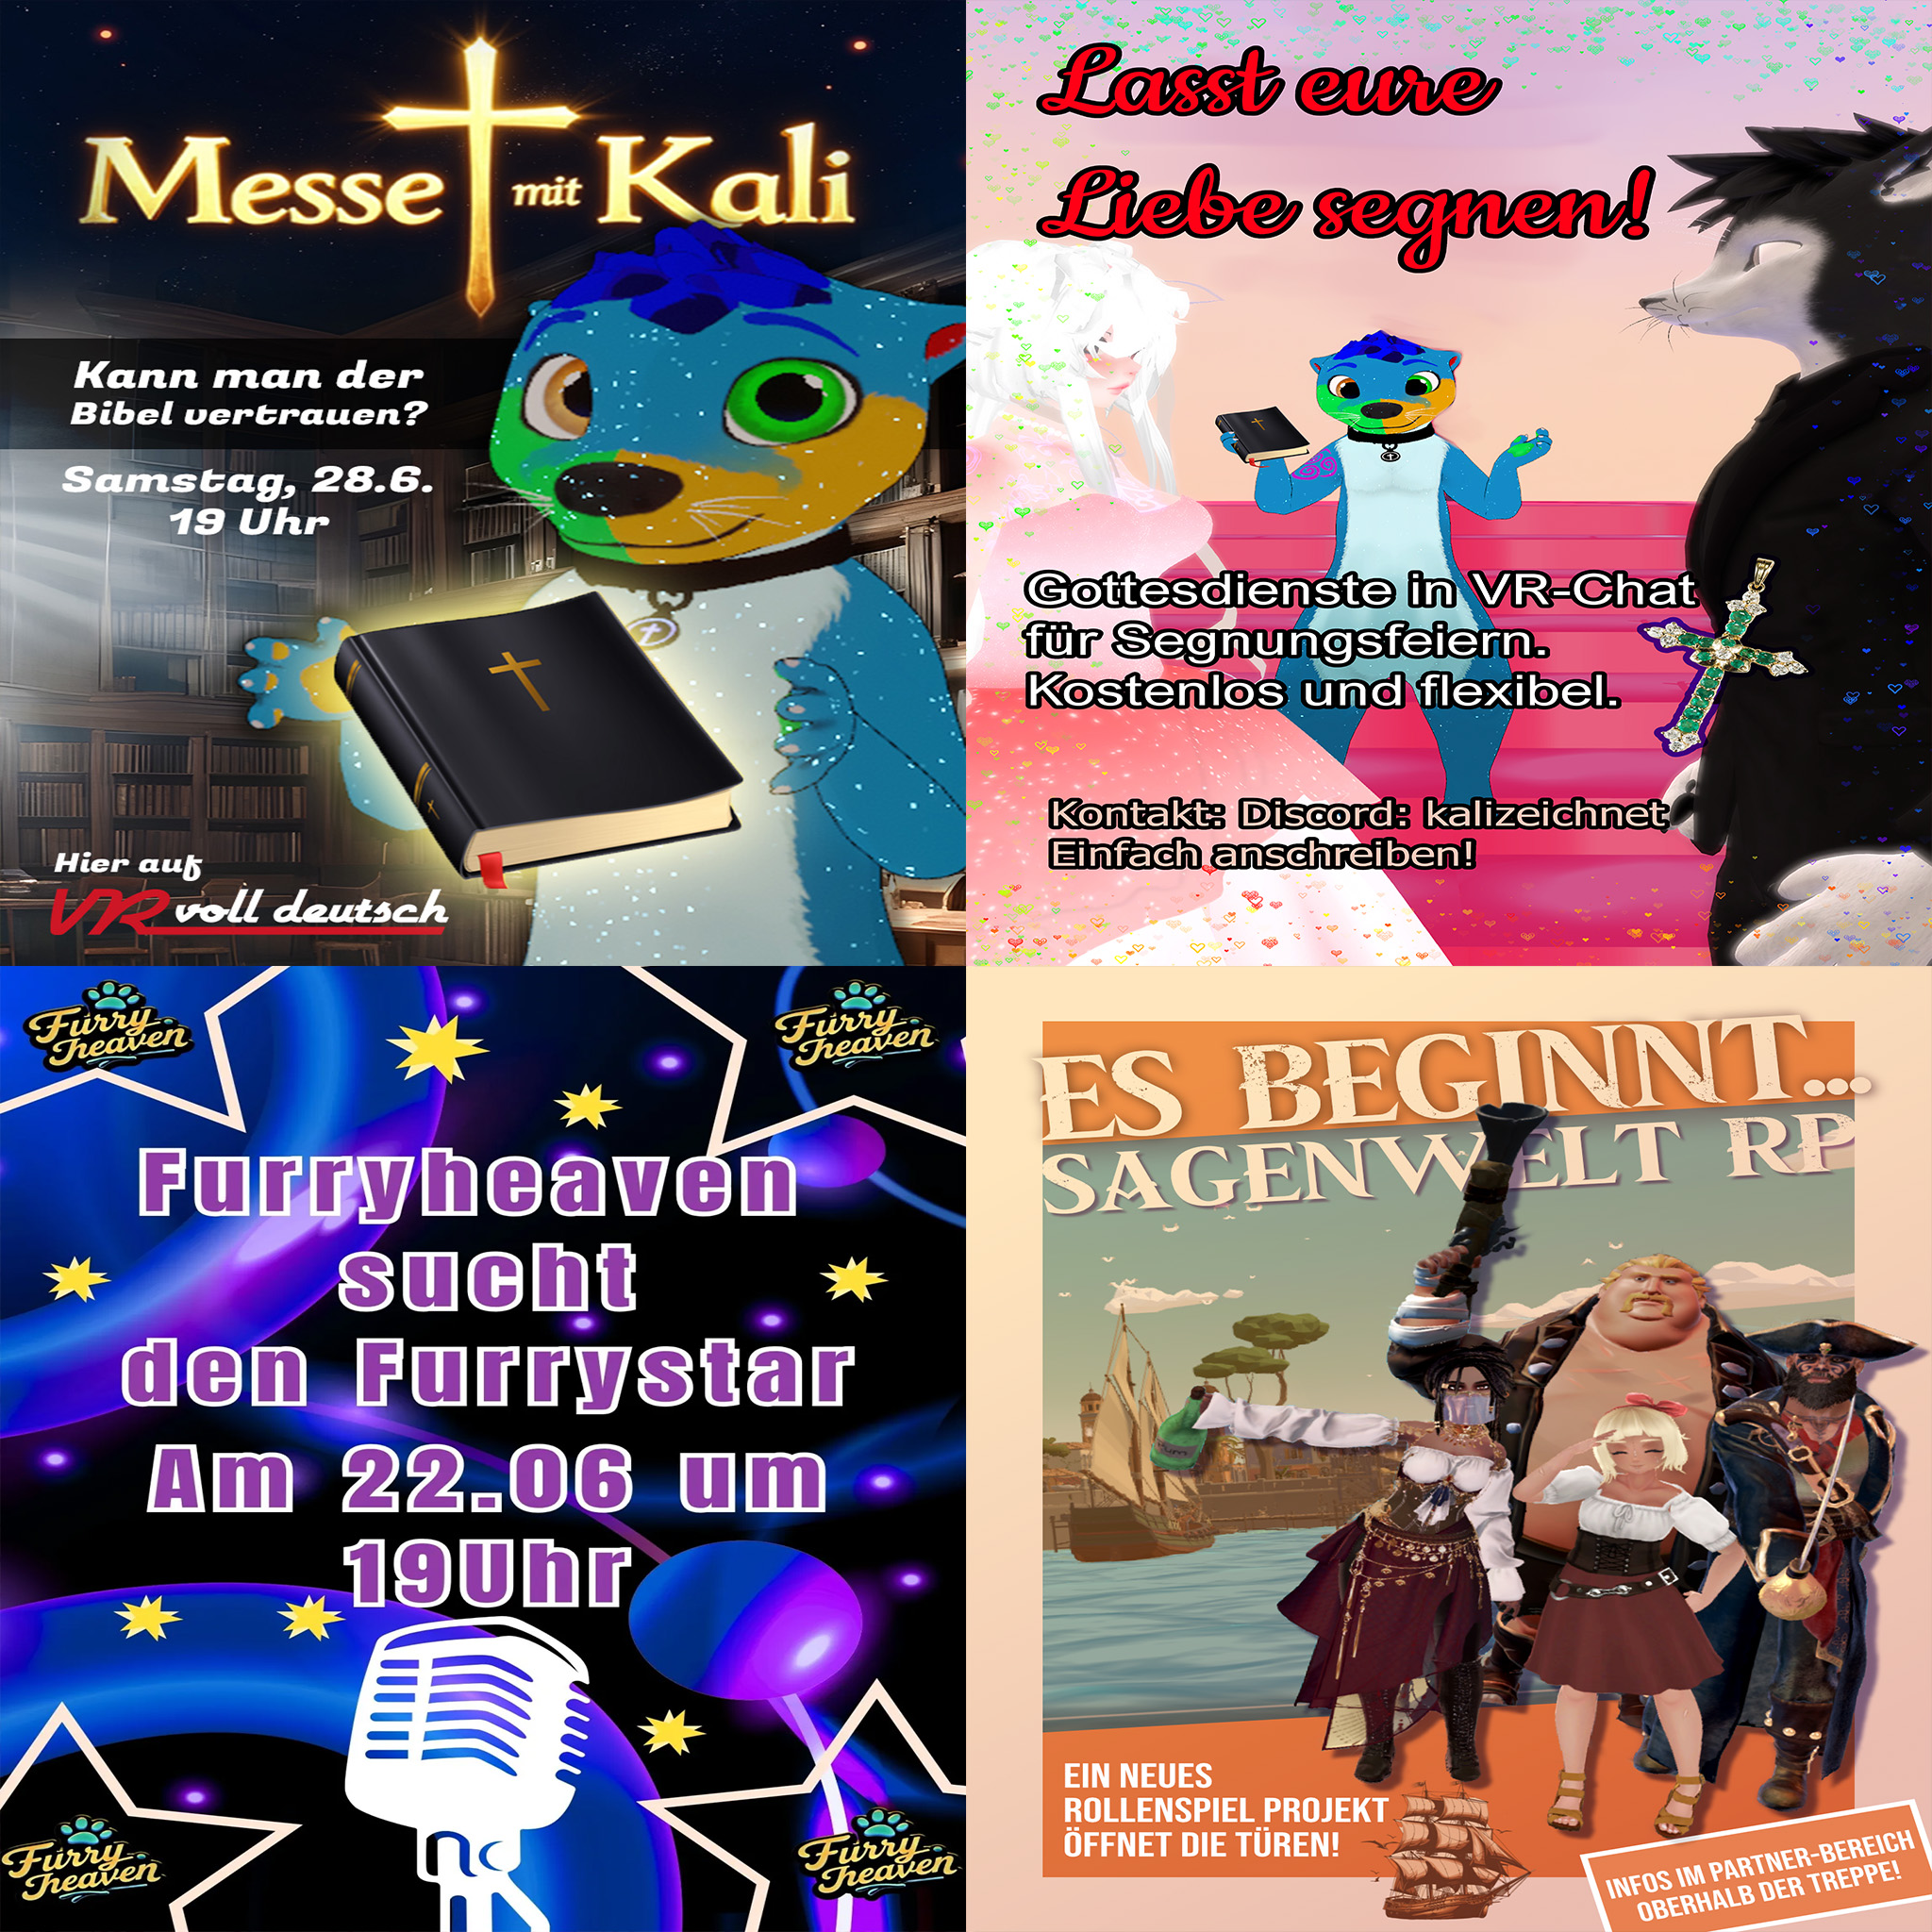 Messe mit Kali
Kann man der
Bibel vertrauen?
Samstag, 28.6.
19 Uhr
Hier auf
VR voll deutsch
Lasst eure
Liebe segnen!
Gottesdienste in VR-Chat
für Segnungsfeiern.
Kostenlos und flexibel.
Kontakt: Discord: kalizeichnet
Einfach anschreiben!
Furry
heaven
Furry
heaven
Furryheaven
sucht
den Furrystar
Am 22.06 um
19Uhr
Furry
heaven
Furry
heaven
ES BEGINNT...
SAGENWELT RP
Rum
EIN NEUES
ROLLENSPIEL PROJEKT
ÖFFNET DIE TÜREN!
INFOS IM PARTNER-BEREICH
OBERHALB DER TREPPE!